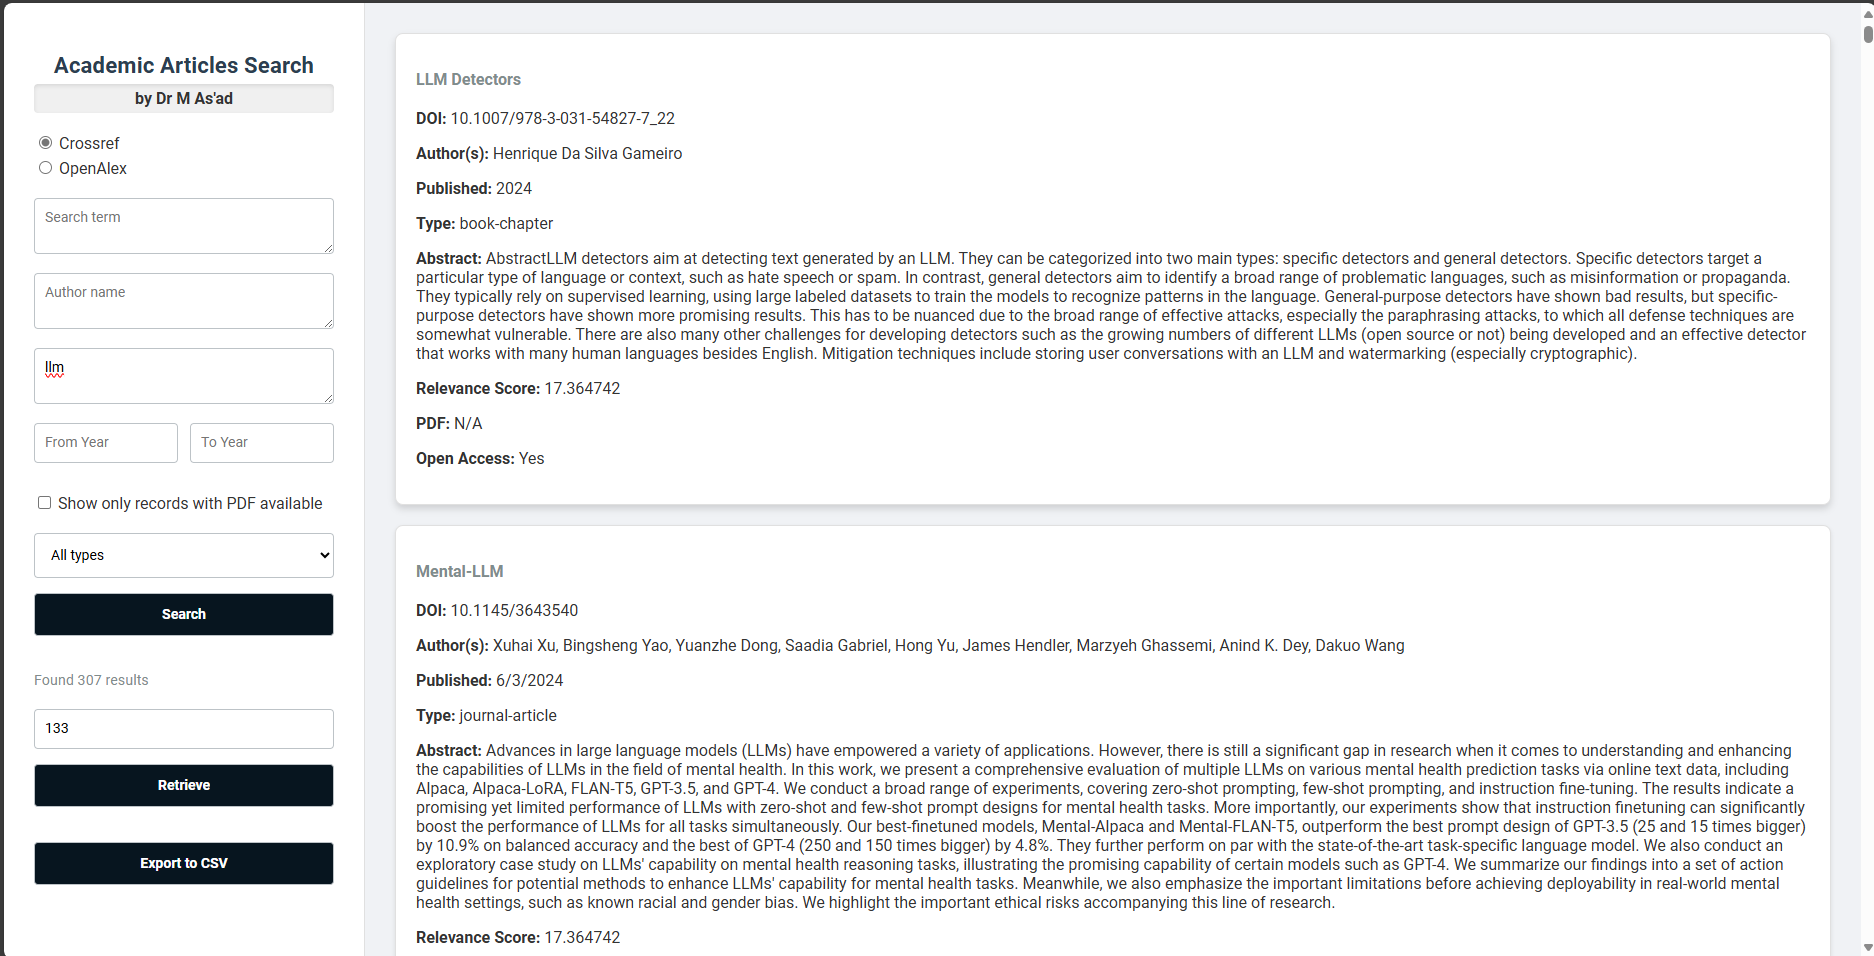 Academic Articles Search
by Dr M As'ad
Crossref
OpenAlex
Search term
Author name
llm
From Year
To Year
Show only records with PDF available
All types
Search
Found 307 results
133
Retrieve
Export to CSV
LLM Detectors
DOI: 10.1007/978-3-031-54827-7_22
Author(s): Henrique Da Silva Gameiro
Published: 2024
Type: book-chapter
Abstract: AbstractLLM detectors aim at detecting text generated by an LLM. They can be categorized into two main types: specific detectors and general detectors. Specific detectors target a
particular type of language or context, such as hate speech or spam. In contrast, general detectors aim to identify a broad range of problematic languages, such as misinformation or propaganda.
They typically rely on supervised learning, using large labeled datasets to train the models to recognize patterns in the language. General-purpose detectors have shown bad results, but specific-
purpose detectors have shown more promising results. This has to be nuanced due to the broad range of effective attacks, especially the paraphrasing attacks, to which all defense techniques are
somewhat vulnerable. There are also many other challenges for developing detectors such as the growing numbers of different LLMs (open source or not) being developed and an effective detector
that works with many human languages besides English. Mitigation techniques include storing user conversations with an LLM and watermarking (especially cryptographic).
Relevance Score: 17.364742
PDF: N/A
Open Access: Yes
Mental-LLM
DOI: 10.1145/3643540
Author(s): Xuhai Xu, Bingsheng Yao, Yuanzhe Dong, Saadia Gabriel, Hong Yu, James Hendler, Marzyeh Ghassemi, Anind K. Dey, Dakuo Wang
Published: 6/3/2024
Type: journal-article
Abstract: Advances in large language models (LLMs) have empowered a variety of applications. However, there is still a significant gap in research when it comes to understanding and enhancing
the capabilities of LLMs in the field of mental health. In this work, we present a comprehensive evaluation of multiple LLMs on various mental health prediction tasks via online text data, including
Alpaca, Alpaca-LoRA, FLAN-T5, GPT-3.5, and GPT-4. We conduct a broad range of experiments, covering zero-shot prompting, few-shot prompting, and instruction fine-tuning. The results indicate a
promising yet limited performance of LLMs with zero-shot and few-shot prompt designs for mental health tasks. More importantly, our experiments show that instruction finetuning can significantly
boost the performance of LLMs for all tasks simultaneously. Our best-finetuned models, Mental-Alpaca and Mental-FLAN-T5, outperform the best prompt design of GPT-3.5 (25 and 15 times bigger)
by 10.9% on balanced accuracy and the best of GPT-4 (250 and 150 times bigger) by 4.8%. They further perform on par with the state-of-the-art task-specific language model. We also conduct an
exploratory case study on LLMs' capability on mental health reasoning tasks, illustrating the promising capability of certain models such as GPT-4. We summarize our findings into a set of action
guidelines for potential methods to enhance LLMs' capability for mental health tasks. Meanwhile, we also emphasize the important limitations before achieving deployability in real-world mental
health settings, such as known racial and gender bias. We highlight the important ethical risks accompanying this line of research.
Relevance Score: 17.364742